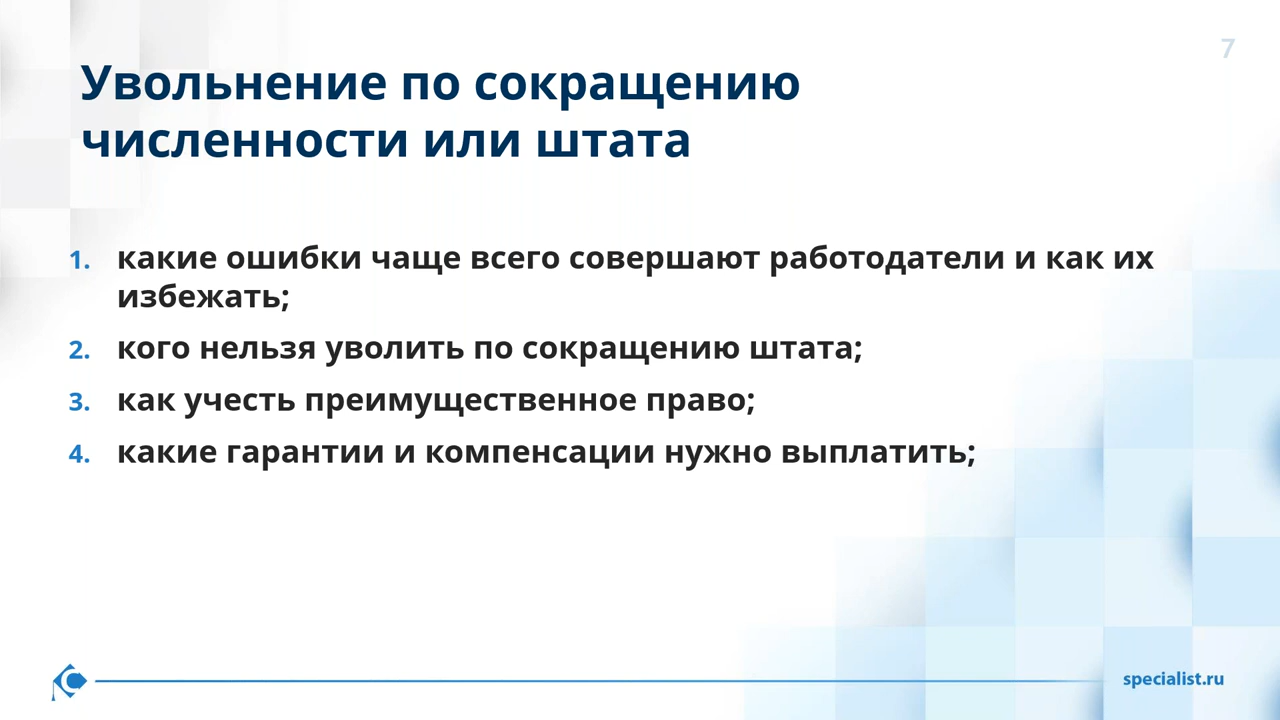 7
Увольнение по сокращению
численности или штата
1. какие ошибки чаще всего совершают работодатели и как их
избежать;
2. кого нельзя уволить по сокращению штата;
3. как учесть преимущественное право;
4. какие гарантии и компенсации нужно выплатить;
specialist.ru